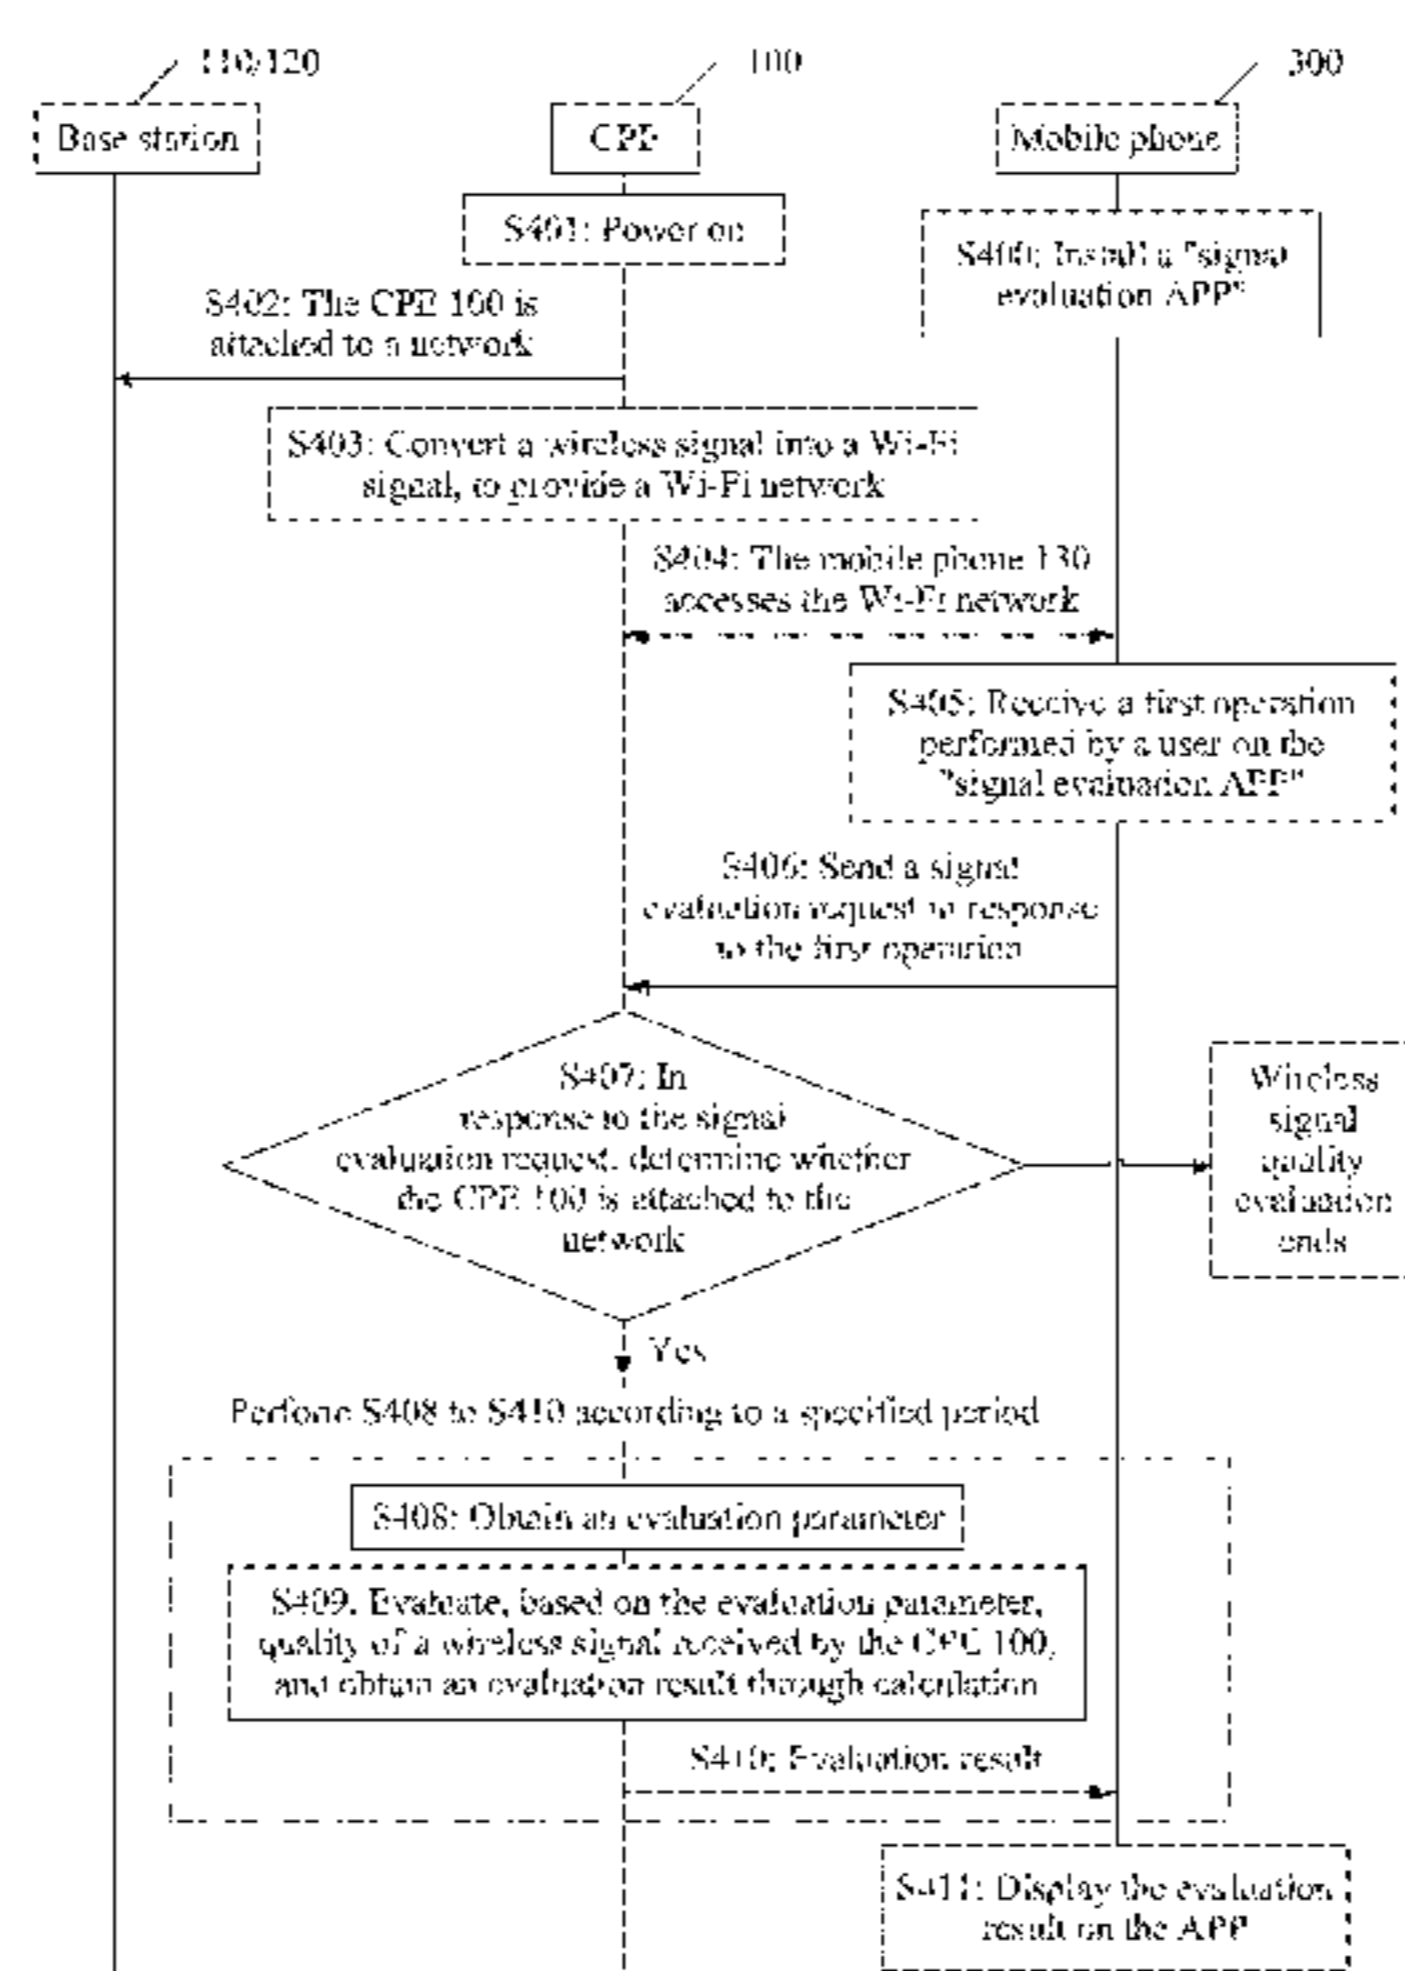 110/120
100
300
Base station
CPE
Mobile phone
S401: Power on
S400: Install a "signal
evaluation APP"
S402: The CPE 100 is
attached to a network
S403: Convert a wireless signal into a Wi-Fi
signal, to provide a Wi-Fi network
S404: The mobile phone 130
accesses the Wi-Fi network
S405: Receive a first operation
performed by a user on the
"signal evaluation APP"
S406: Send a signal
evaluation request in response
to the first operation
S407: In
response to the signal
evaluation request, determine whether
the CPE 100 is attached to the
network
Wireless
signal
quality
evaluation
ends
Yes
Perform S408 to S410 according to a specified period
S408: Obtain an evaluation parameter
S409. Evaluate, based on the evaluation parameter,
quality of a wireless signal received by the CPE 100,
and obtain an evaluation result through calculation
S410: Evaluation result
S411: Display the evaluation
result on the APP